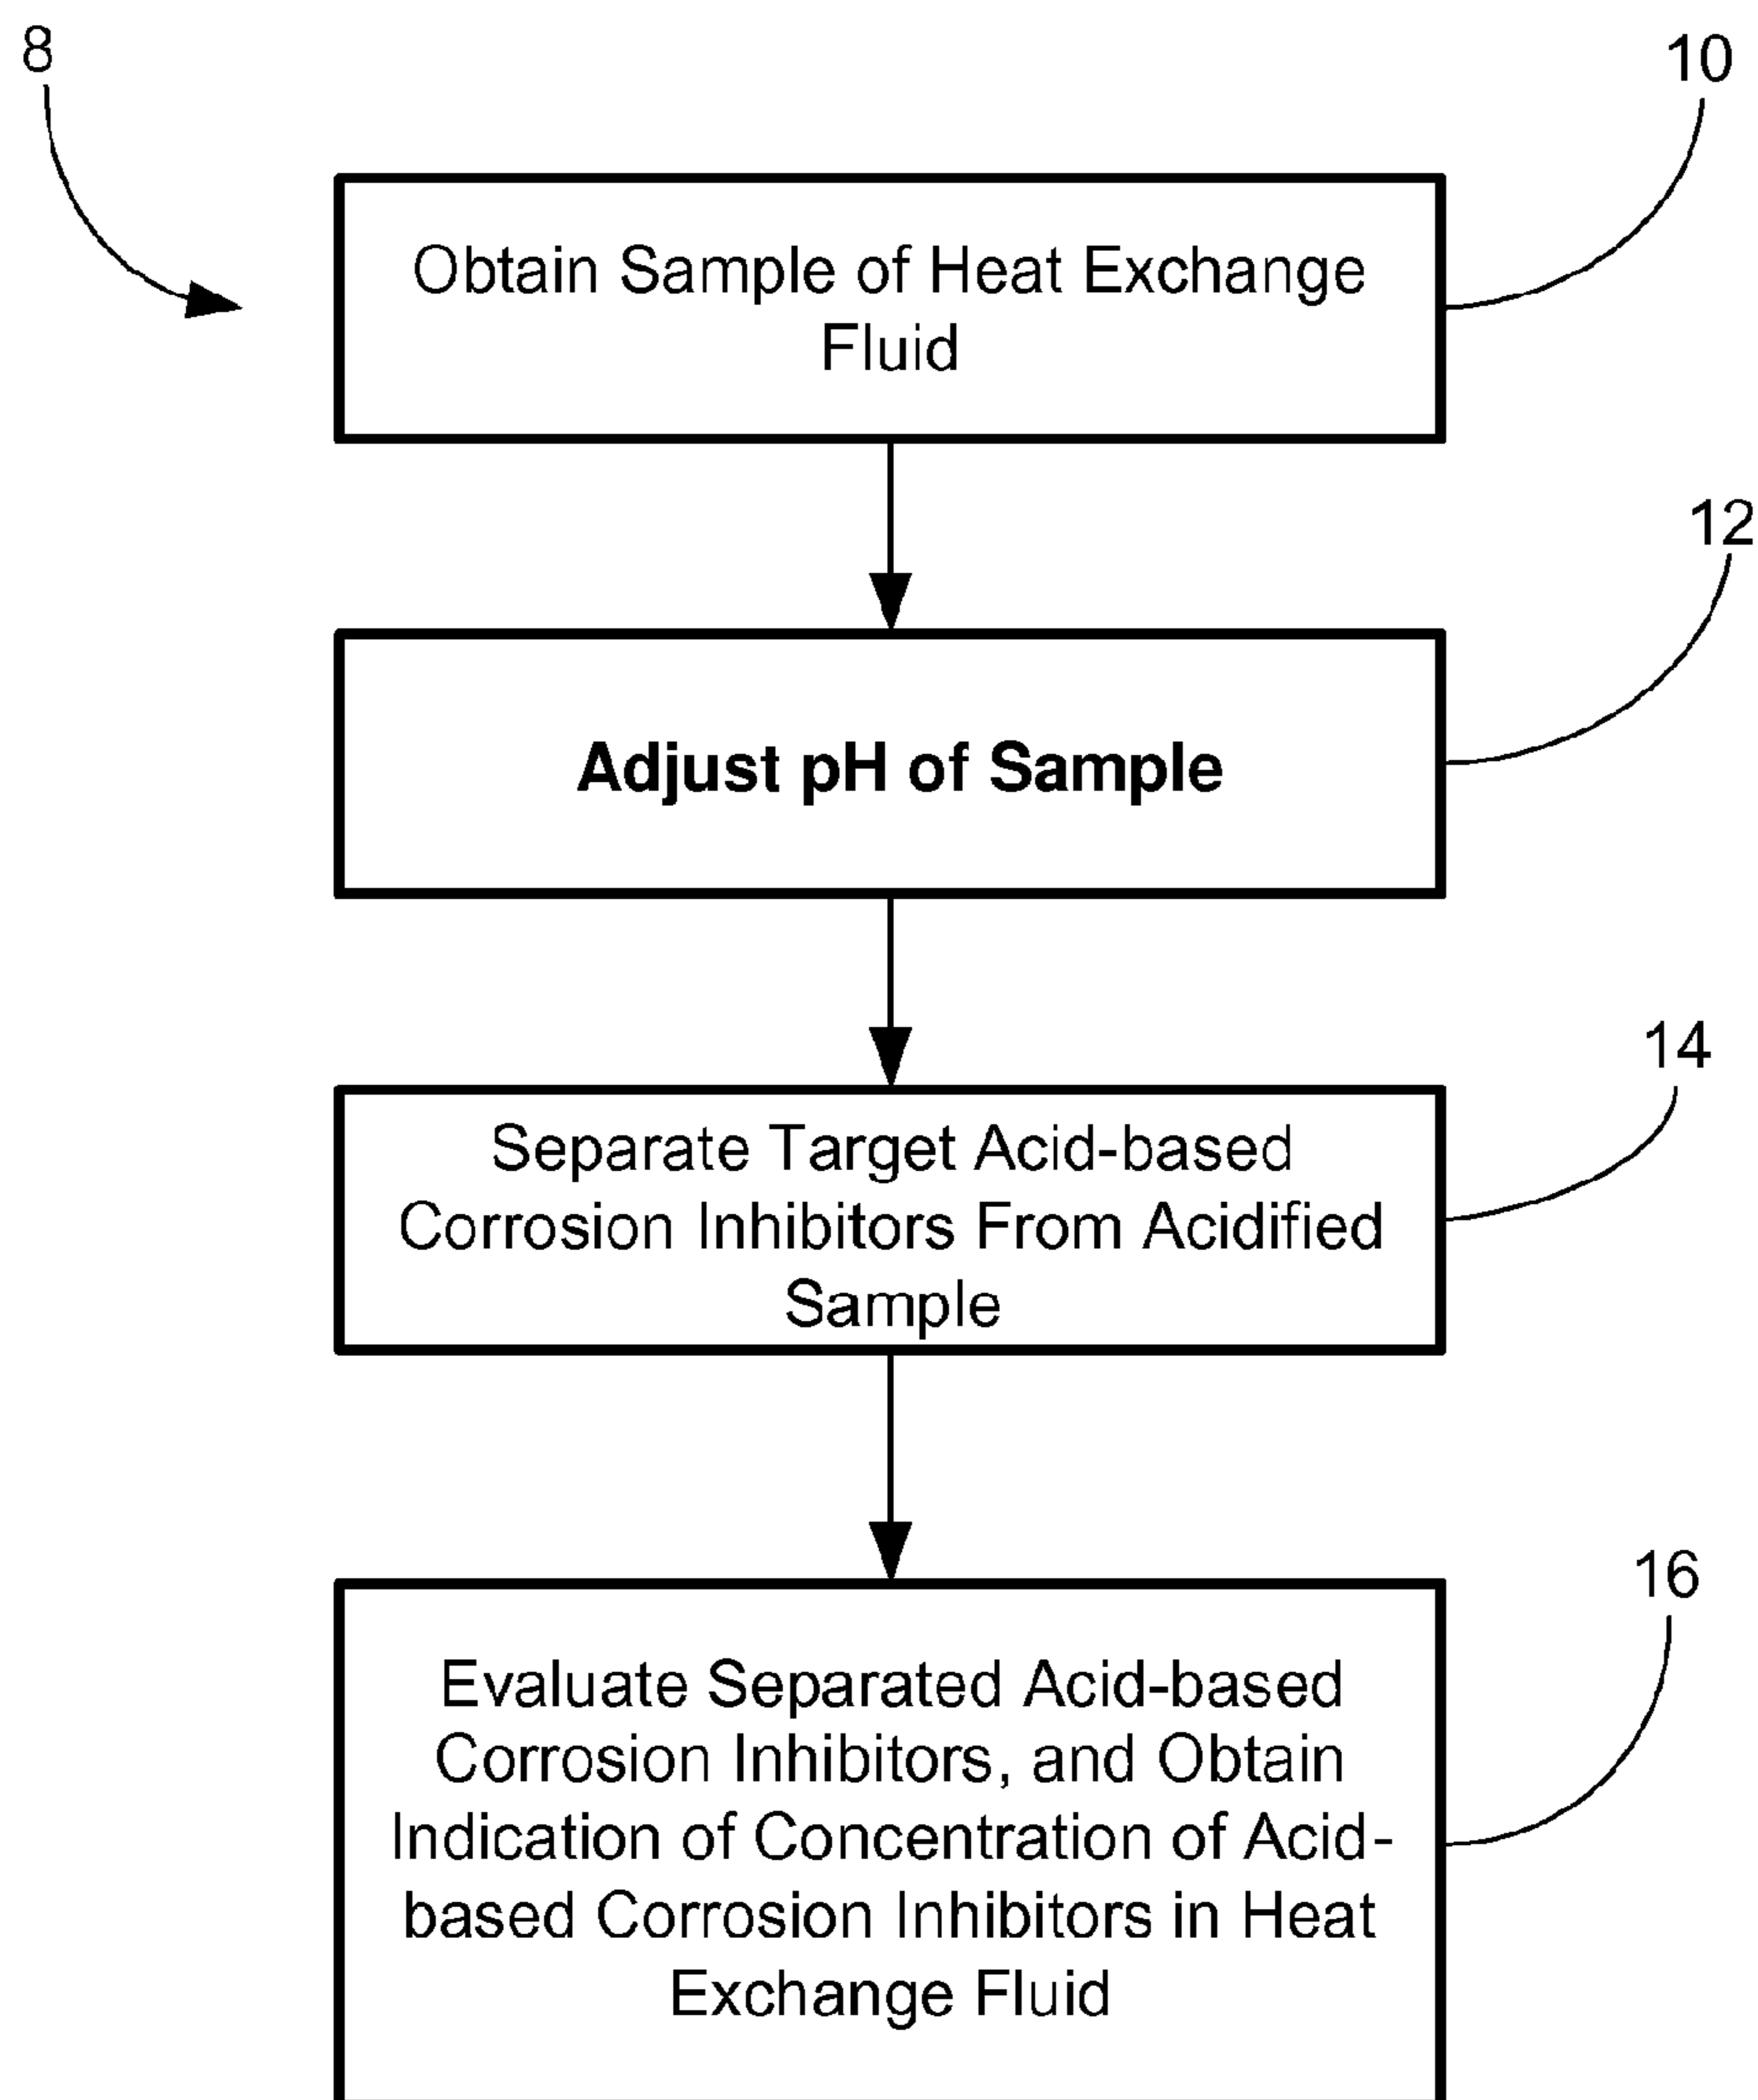 8
10
Obtain Sample of Heat Exchange
Fluid
12
Adjust pH of Sample
14
Separate Target Acid-based
Corrosion Inhibitors From Acidified
Sample
16
Evaluate Separated Acid-based
Corrosion Inhibitors, and Obtain
Indication of Concentration of Acid-
based Corrosion Inhibitors in Heat
Exchange Fluid